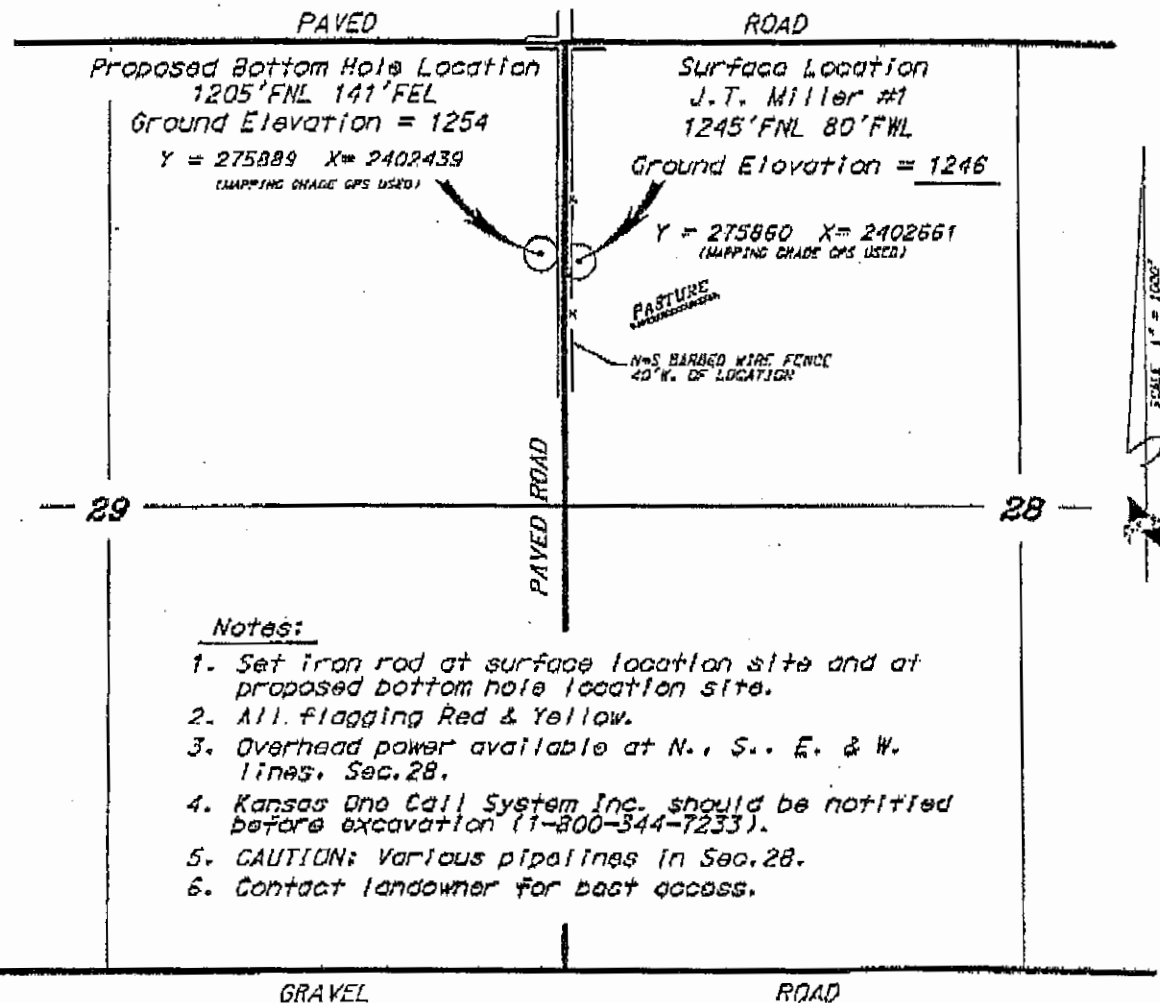 PAVED ROAD
Proposed Bottom Hole Location
1205'FNL 141'FEL
Ground Elevation = 1254
Y = 275889 X= 2402439
(MAPPING GRADE GPS USED)
Surface Location
J.T. Miller #1
1245'FNL 80'FWL
Ground Elevation = 1246
Y = 275860 X= 2402661
(MAPPING GRADE GPS USED)
PASTURE
N-S BARBED WIRE FENCE
40'W. OF LOCATION
SCALE 1" = 1000'
29
28
PAVED ROAD
Notes:
1. Set iron rod at surface location site and at
proposed bottom hole location site.
2. All flagging Red & Yellow.
3. Overhead power available at N., S., E. & W.
lines, Sec.28.
4. Kansas One Call System Inc. should be notified
before excavation (1-800-344-7233).
5. CAUTION: Various pipelines in Sec.28.
6. Contact landowner for best access.
GRAVEL ROAD